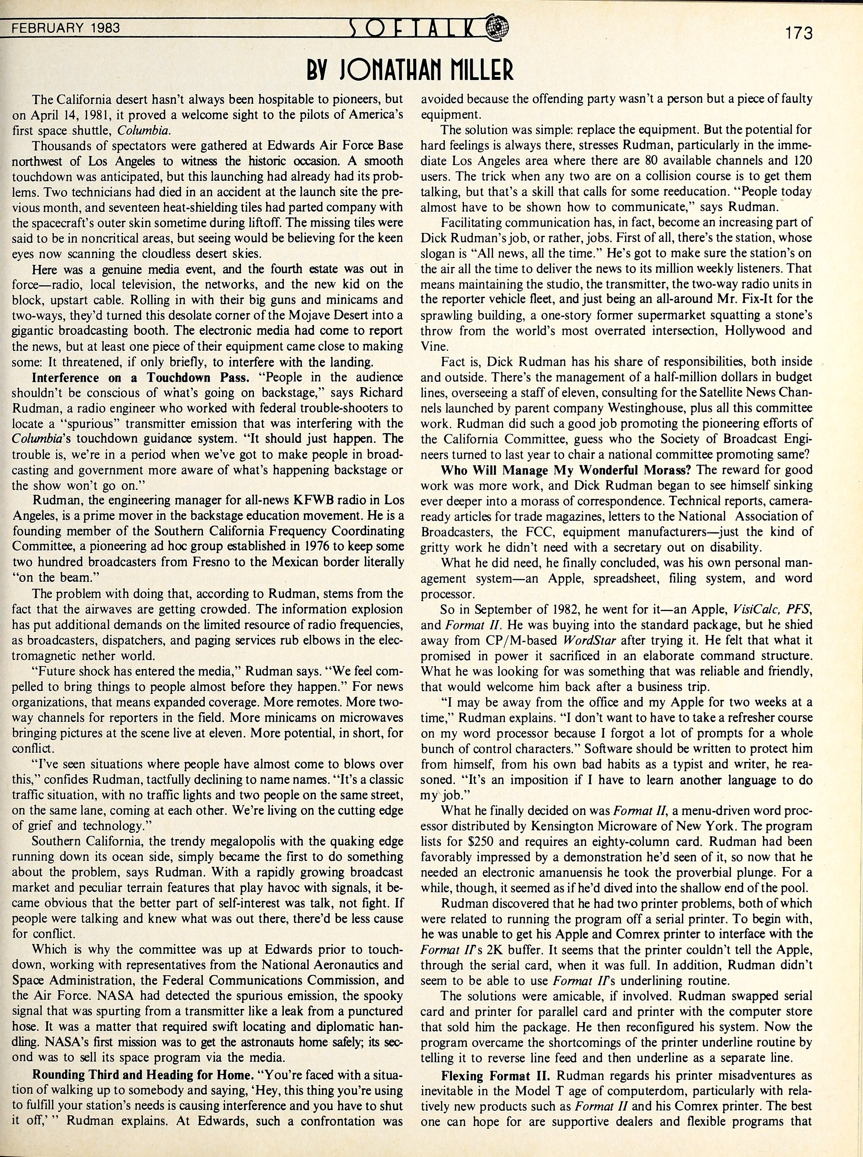 FEBRUARY 1983
SOFTALK
173
BY JONATHAN MILLER
The California desert hasn't always been hospitable to pioneers, but
on April 14, 1981, it proved a welcome sight to the pilots of America's
first space shuttle, Columbia.
Thousands of spectators were gathered at Edwards Air Force Base
northwest of Los Angeles to witness the historic occasion. A smooth
touchdown was anticipated, but this launching had already had its prob-
lems. Two technicians had died in an accident at the launch site the pre-
vious month, and seventeen heat-shielding tiles had parted company with
the spacecraft's outer skin sometime during liftoff. The missing tiles were
said to be in noncritical areas, but seeing would be believing for the keen
eyes now scanning the cloudless desert skies.
Here was a genuine media event, and the fourth estate was out in
force—radio, local television, the networks, and the new kid on the
block, upstart cable. Rolling in with their big guns and minicams and
two-ways, they'd turned this desolate corner of the Mojave Desert into a
gigantic broadcasting booth. The electronic media had come to report
the news, but at least one piece of their equipment came close to making
some: It threatened, if only briefly, to interfere with the landing.
Interference on a Touchdown Pass. "People in the audience
shouldn't be conscious of what's going on backstage," says Richard
Rudman, a radio engineer who worked with federal trouble-shooters to
locate a "spurious" transmitter emission that was interfering with the
Columbia's touchdown guidance system. "It should just happen. The
trouble is, we're in a period when we've got to make people in broad-
casting and government more aware of what's happening backstage or
the show won't go on."
Rudman, the engineering manager for all-news KFWB radio in Los
Angeles, is a prime mover in the backstage education movement. He is a
founding member of the Southern California Frequency Coordinating
Committee, a pioneering ad hoc group established in 1976 to keep some
two hundred broadcasters from Fresno to the Mexican border literally
"on the beam."
The problem with doing that, according to Rudman, stems from the
fact that the airwaves are getting crowded. The information explosion
has put additional demands on the limited resource of radio frequencies,
as broadcasters, dispatchers, and paging services rub elbows in the elec-
tromagnetic nether world.
"Future shock has entered the media," Rudman says. "We feel com-
pelled to bring things to people almost before they happen." For news
organizations, that means expanded coverage. More remotes. More two-
way channels for reporters in the field. More minicams on microwaves
bringing pictures at the scene live at eleven. More potential, in short, for
conflict.
"I've seen situations where people have almost come to blows over
this," confides Rudman, tactfully declining to name names. "It's a classic
traffic situation, with no traffic lights and two people on the same street,
on the same lane, coming at each other. We're living on the cutting edge
of grief and technology."
Southern California, the trendy megalopolis with the quaking edge
running down its ocean side, simply became the first to do something
about the problem, says Rudman. With a rapidly growing broadcast
market and peculiar terrain features that play havoc with signals, it be-
came obvious that the better part of self-interest was talk, not fight. If
people were talking and knew what was out there, there'd be less cause
for conflict.
Which is why the committee was up at Edwards prior to touch-
down, working with representatives from the National Aeronautics and
Space Administration, the Federal Communications Commission, and
the Air Force. NASA had detected the spurious emission, the spooky
signal that was spurting from a transmitter like a leak from a punctured
hose. It was a matter that required swift locating and diplomatic han-
dling. NASA's first mission was to get the astronauts home safely; its sec-
ond was to sell its space program via the media.
Rounding Third and Heading for Home. "You're faced with a situa-
tion of walking up to somebody and saying, 'Hey, this thing you're using
to fulfill your station's needs is causing interference and you have to shut
it off,' " Rudman explains. At Edwards, such a confrontation was
avoided because the offending party wasn't a person but a piece of faulty
equipment.
The solution was simple: replace the equipment. But the potential for
hard feelings is always there, stresses Rudman, particularly in the imme-
diate Los Angeles area where there are 80 available channels and 120
users. The trick when any two are on a collision course is to get them
talking, but that's a skill that calls for some reeducation. "People today
almost have to be shown how to communicate," says Rudman.
Facilitating communication has, in fact, become an increasing part of
Dick Rudman's job, or rather, jobs. First of all, there's the station, whose
slogan is "All news, all the time." He's got to make sure the station's on
the air all the time to deliver the news to its million weekly listeners. That
means maintaining the studio, the transmitter, the two-way radio units in
the reporter vehicle fleet, and just being an all-around Mr. Fix-It for the
sprawling building, a one-story former supermarket squatting a stone's
throw from the world's most overrated intersection, Hollywood and
Vine.
Fact is, Dick Rudman has his share of responsibilities, both inside
and outside. There's the management of a half-million dollars in budget
lines, overseeing a staff of eleven, consulting for the Satellite News Chan-
nels launched by parent company Westinghouse, plus all this committee
work. Rudman did such a good job promoting the pioneering efforts of
the California Committee, guess who the Society of Broadcast Engi-
neers turned to last year to chair a national committee promoting same?
Who Will Manage My Wonderful Morass? The reward for good
work was more work, and Dick Rudman began to see himself sinking
ever deeper into a morass of correspondence. Technical reports, camera-
ready articles for trade magazines, letters to the National Association of
Broadcasters, the FCC, equipment manufacturers—just the kind of
gritty work he didn't need with a secretary out on disability.
What he did need, he finally concluded, was his own personal man-
agement system—an Apple, spreadsheet, filing system, and word
processor.
So in September of 1982, he went for it—an Apple, VisiCalc, PFS,
and Format II. He was buying into the standard package, but he shied
away from CP/M-based WordStar after trying it. He felt that what it
promised in power it sacrificed in an elaborate command structure.
What he was looking for was something that was reliable and friendly,
that would welcome him back after a business trip.
"I may be away from the office and my Apple for two weeks at a
time," Rudman explains. "I don't want to have to take a refresher course
on my word processor because I forgot a lot of prompts for a whole
bunch of control characters." Software should be written to protect him
from himself, from his own bad habits as a typist and writer, he rea-
soned. "It's an imposition if I have to learn another language to do
my job."
What he finally decided on was Format II, a menu-driven word proc-
essor distributed by Kensington Microware of New York. The program
lists for $250 and requires an eighty-column card. Rudman had been
favorably impressed by a demonstration he'd seen of it, so now that he
needed an electronic amanuensis he took the proverbial plunge. For a
while, though, it seemed as if he'd dived into the shallow end of the pool.
Rudman discovered that he had two printer problems, both of which
were related to running the program off a serial printer. To begin with,
he was unable to get his Apple and Comrex printer to interface with the
Format II's 2K buffer. It seems that the printer couldn't tell the Apple,
through the serial card, when it was full. In addition, Rudman didn't
seem to be able to use Format II's underlining routine.
The solutions were amicable, if involved. Rudman swapped serial
card and printer for parallel card and printer with the computer store
that sold him the package. He then reconfigured his system. Now the
program overcame the shortcomings of the printer underline routine by
telling it to reverse line feed and then underline as a separate line.
Flexing Format II. Rudman regards his printer misadventures as
inevitable in the Model T age of computerdom, particularly with rela-
tively new products such as Format II and his Comrex printer. The best
one can hope for are supportive dealers and flexible programs that